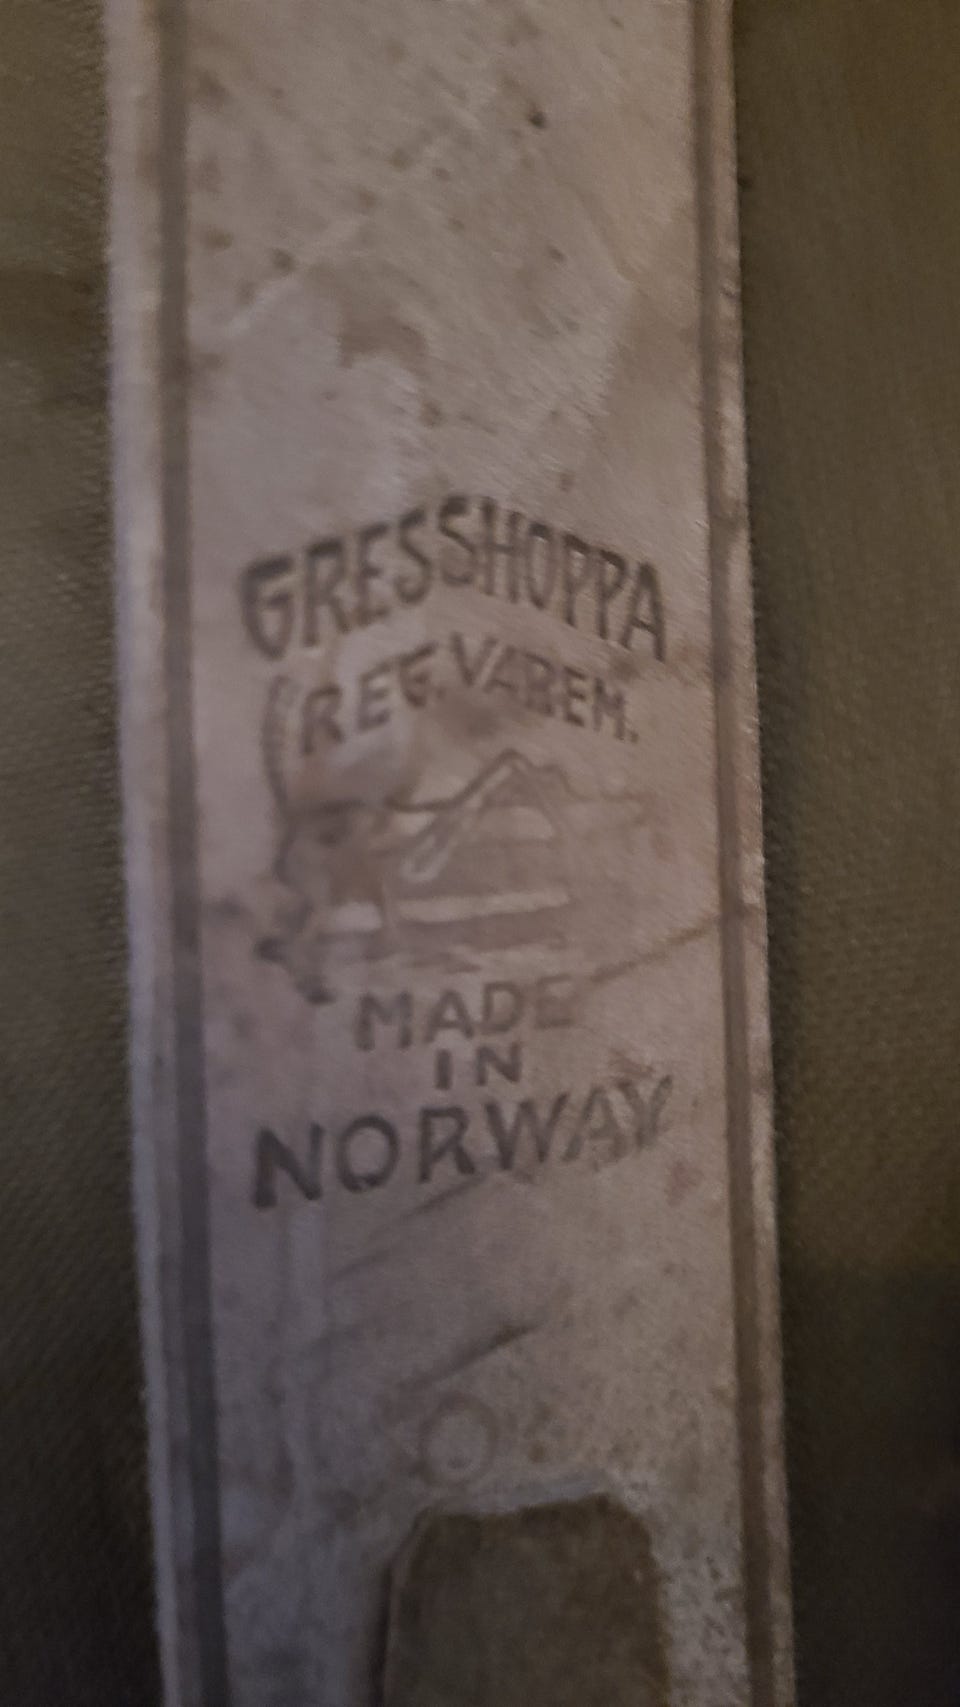 GRESSHOPPA
REG. VAREM.
MADE
IN
NORWAY